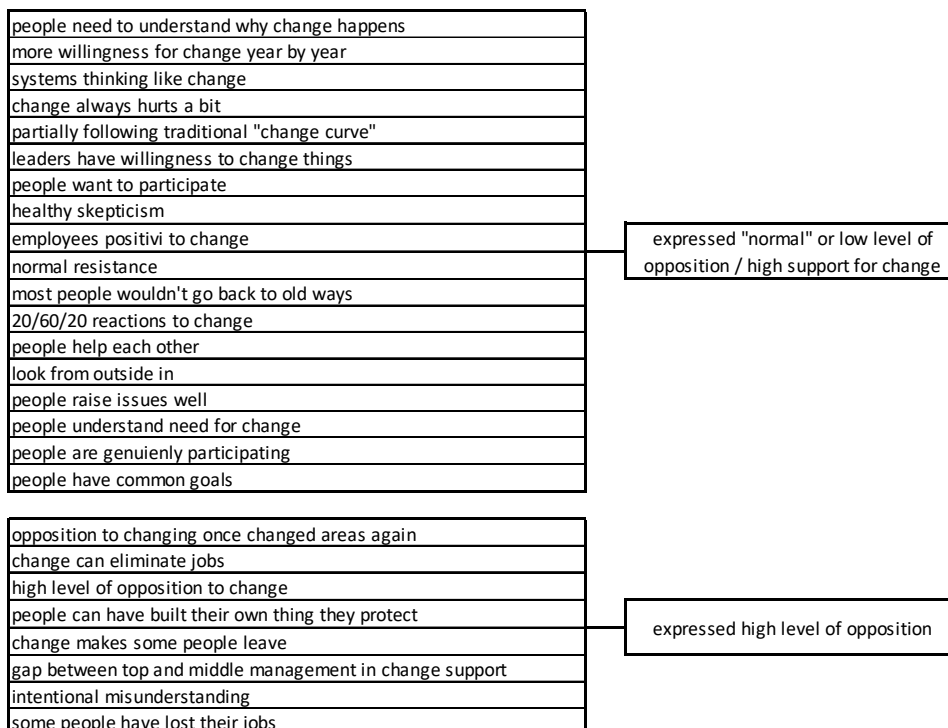 people need to understand why change happens
more willingness for change year by year
systems thinking like change
change always hurts a bit
partially following traditional "change curve"
leaders have willingness to change things
people want to participate
healthy skepticism
employees positivi to change
normal resistance
most people wouldn't go back to old ways
20/60/20 reactions to change
people help each other
look from outside in
people raise issues well
people understand need for change
people are genuienly participating
people have common goals
expressed "normal" or low level of
opposition / high support for change
opposition to changing once changed areas again
change can eliminate jobs
high level of opposition to change
people can have built their own thing they protect
change makes some people leave
gap between top and middle management in change support
intentional misunderstanding
some people have lost their jobs
expressed high level of opposition